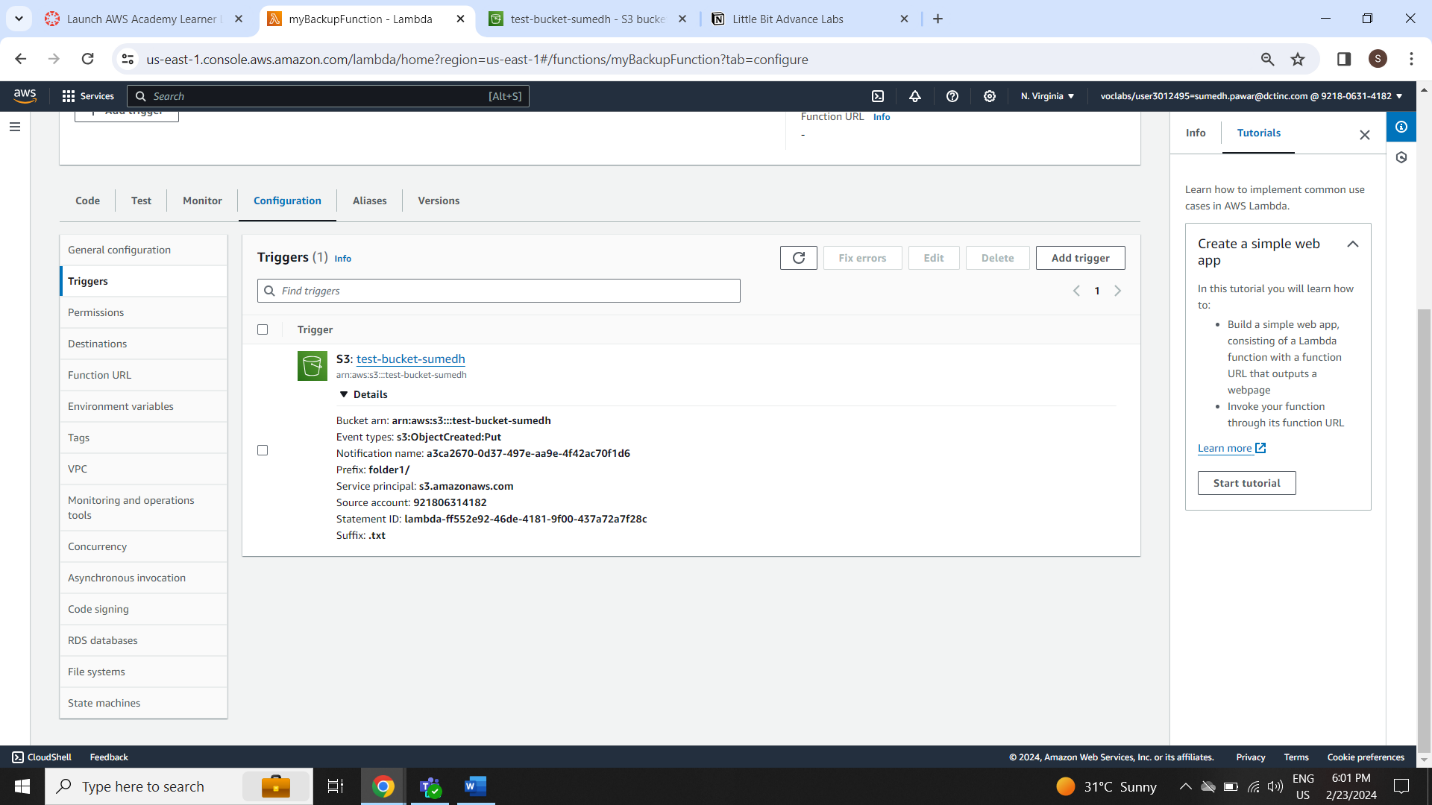 Launch AWS Academy Learner
myBackupFunction - Lambda
test-bucket-sumedh - S3 bucke
Little Bit Advance Labs
us-east-1.console.aws.amazon.com/lambda/home?region=us-east-1#/functions/myBackupFunction?tab=configure
S
aws
Services
Search
[Alt+S]
N. Virginia
voclabs/user3012495=sumedh.pawar@dctinc.com @ 9218-0631-4182
Add trigger
Function URL Info
-
Info
Tutorials
Code
Test
Monitor
Configuration
Aliases
Versions
General configuration
Triggers
Permissions
Destinations
Function URL
Environment variables
Tags
VPC
Monitoring and operations
tools
Concurrency
Asynchronous invocation
Code signing
RDS databases
File systems
State machines
Triggers (1) Info
Fix errors
Edit
Delete
Add trigger
Find triggers
1
Trigger
S3: test-bucket-sumedh
arn:aws:s3:::test-bucket-sumedh
Details
Bucket arn: arn:aws:s3:::test-bucket-sumedh
Event types: s3:ObjectCreated:Put
Notification name: a3ca2670-0d37-497e-aa9e-4f42ac70f1d6
Prefix: folder1/
Service principal: s3.amazonaws.com
Source account: 921806314182
Statement ID: lambda-ff552e92-46de-4181-9f00-437a72a7f28c
Suffix: .txt
Learn how to implement common use
cases in AWS Lambda.
Create a simple web
app
In this tutorial you will learn how
to:
• Build a simple web app,
consisting of a Lambda
function with a function
URL that outputs a
webpage
• Invoke your function
through its function URL
Learn more
Start tutorial
CloudShell
Feedback
© 2024, Amazon Web Services, Inc. or its affiliates.
Privacy
Terms
Cookie preferences
Type here to search
31°C Sunny
ENG
US
6:01 PM
2/23/2024